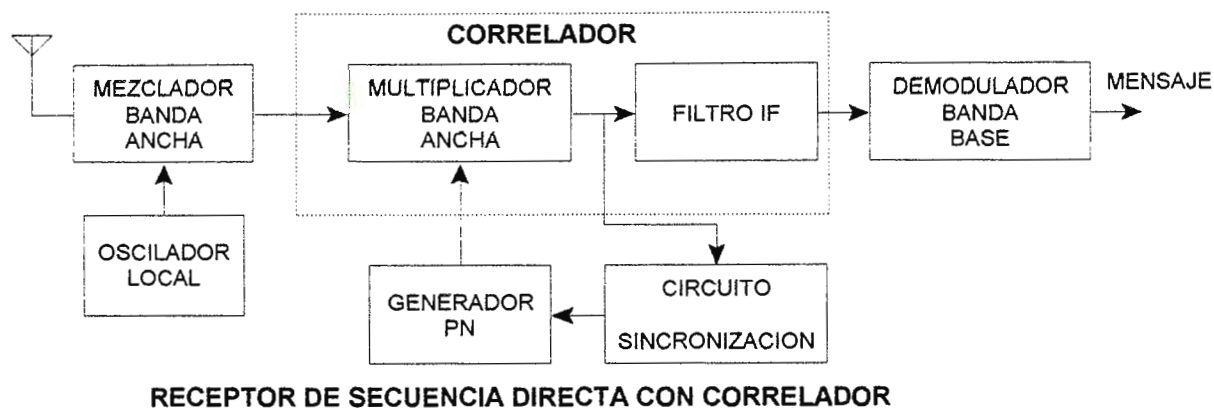 CORRELADOR
MEZCLADOR
BANDA
ANCHA
MULTIPLICADOR
BANDA
ANCHA
FILTRO IF
DEMODULADOR
BANDA
BASE
MENSAJE
OSCILADOR
LOCAL
GENERADOR
PN
CIRCUITO
SINCRONIZACION
RECEPTOR DE SECUENCIA DIRECTA CON CORRELADOR